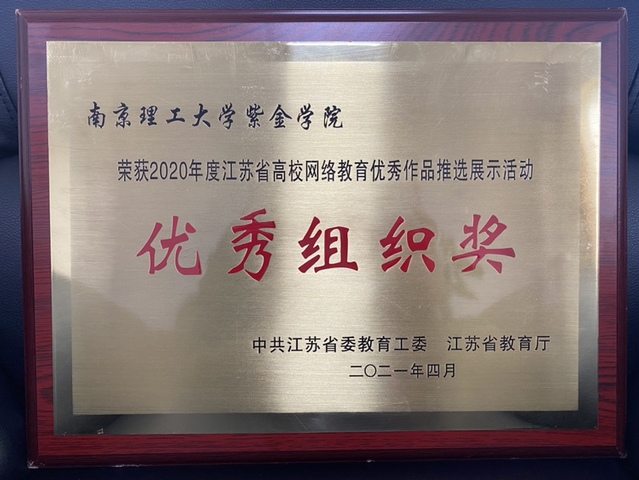 南京理工大学紫金学院
荣获2020年度江苏省高校网络教育优秀作品推选展示活动
优秀组织奖
中共江苏省委教育工委 江苏省教育厅
二〇二一年四月